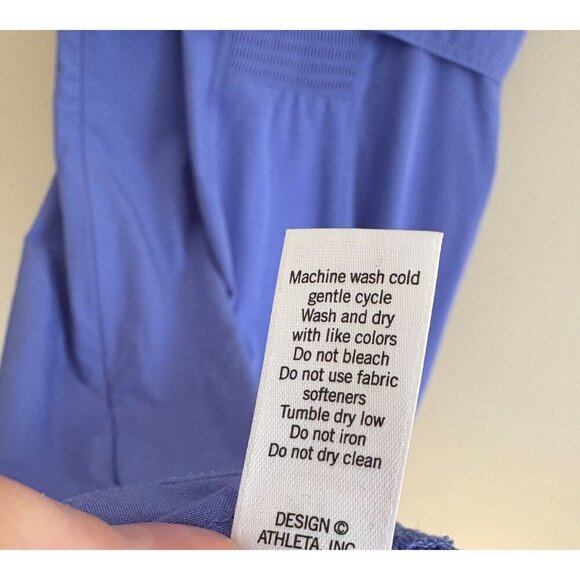 Machine wash cold
gentle cycle
Wash and dry
with like colors
Do not bleach
Do not use fabric
softeners
Tumble dry low
Do not iron
Do not dry clean
DESIGN ©
ATHLETA, INC